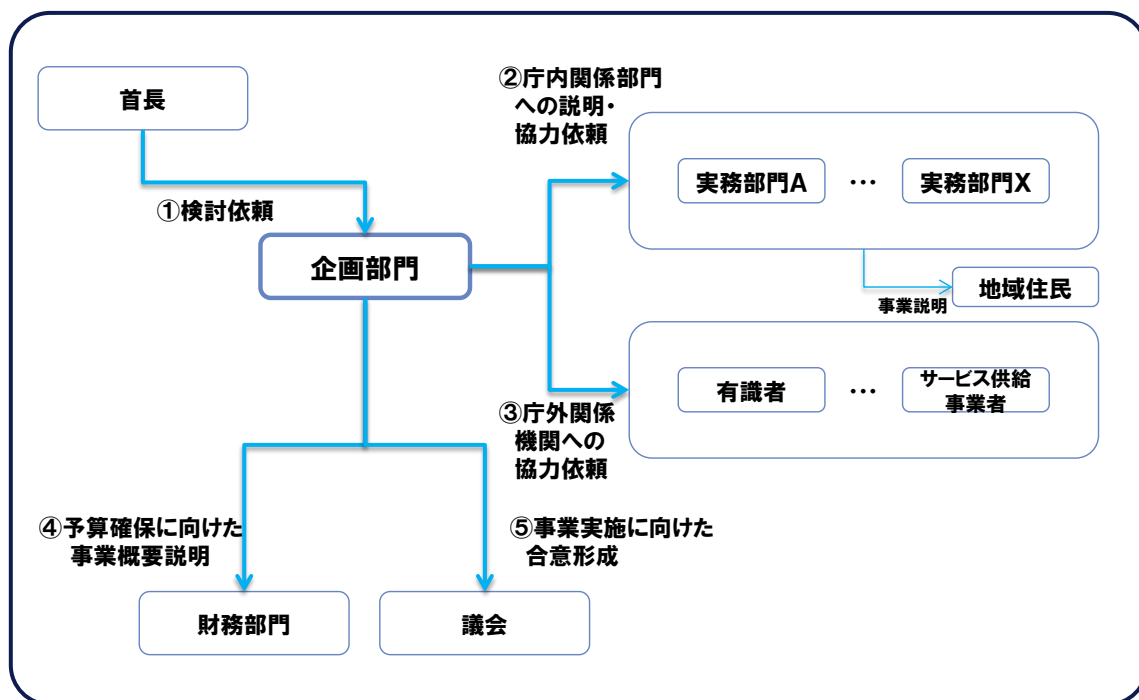 首長
①検討依頼
企画部門
②庁内関係部門
への説明・
協力依頼
実務部門A
…
実務部門X
事業説明
地域住民
③庁外関係
機関への
協力依頼
有識者
…
サービス供給
事業者
④予算確保に向けた
事業概要説明
⑤事業実施に向けた
合意形成
財務部門
議会